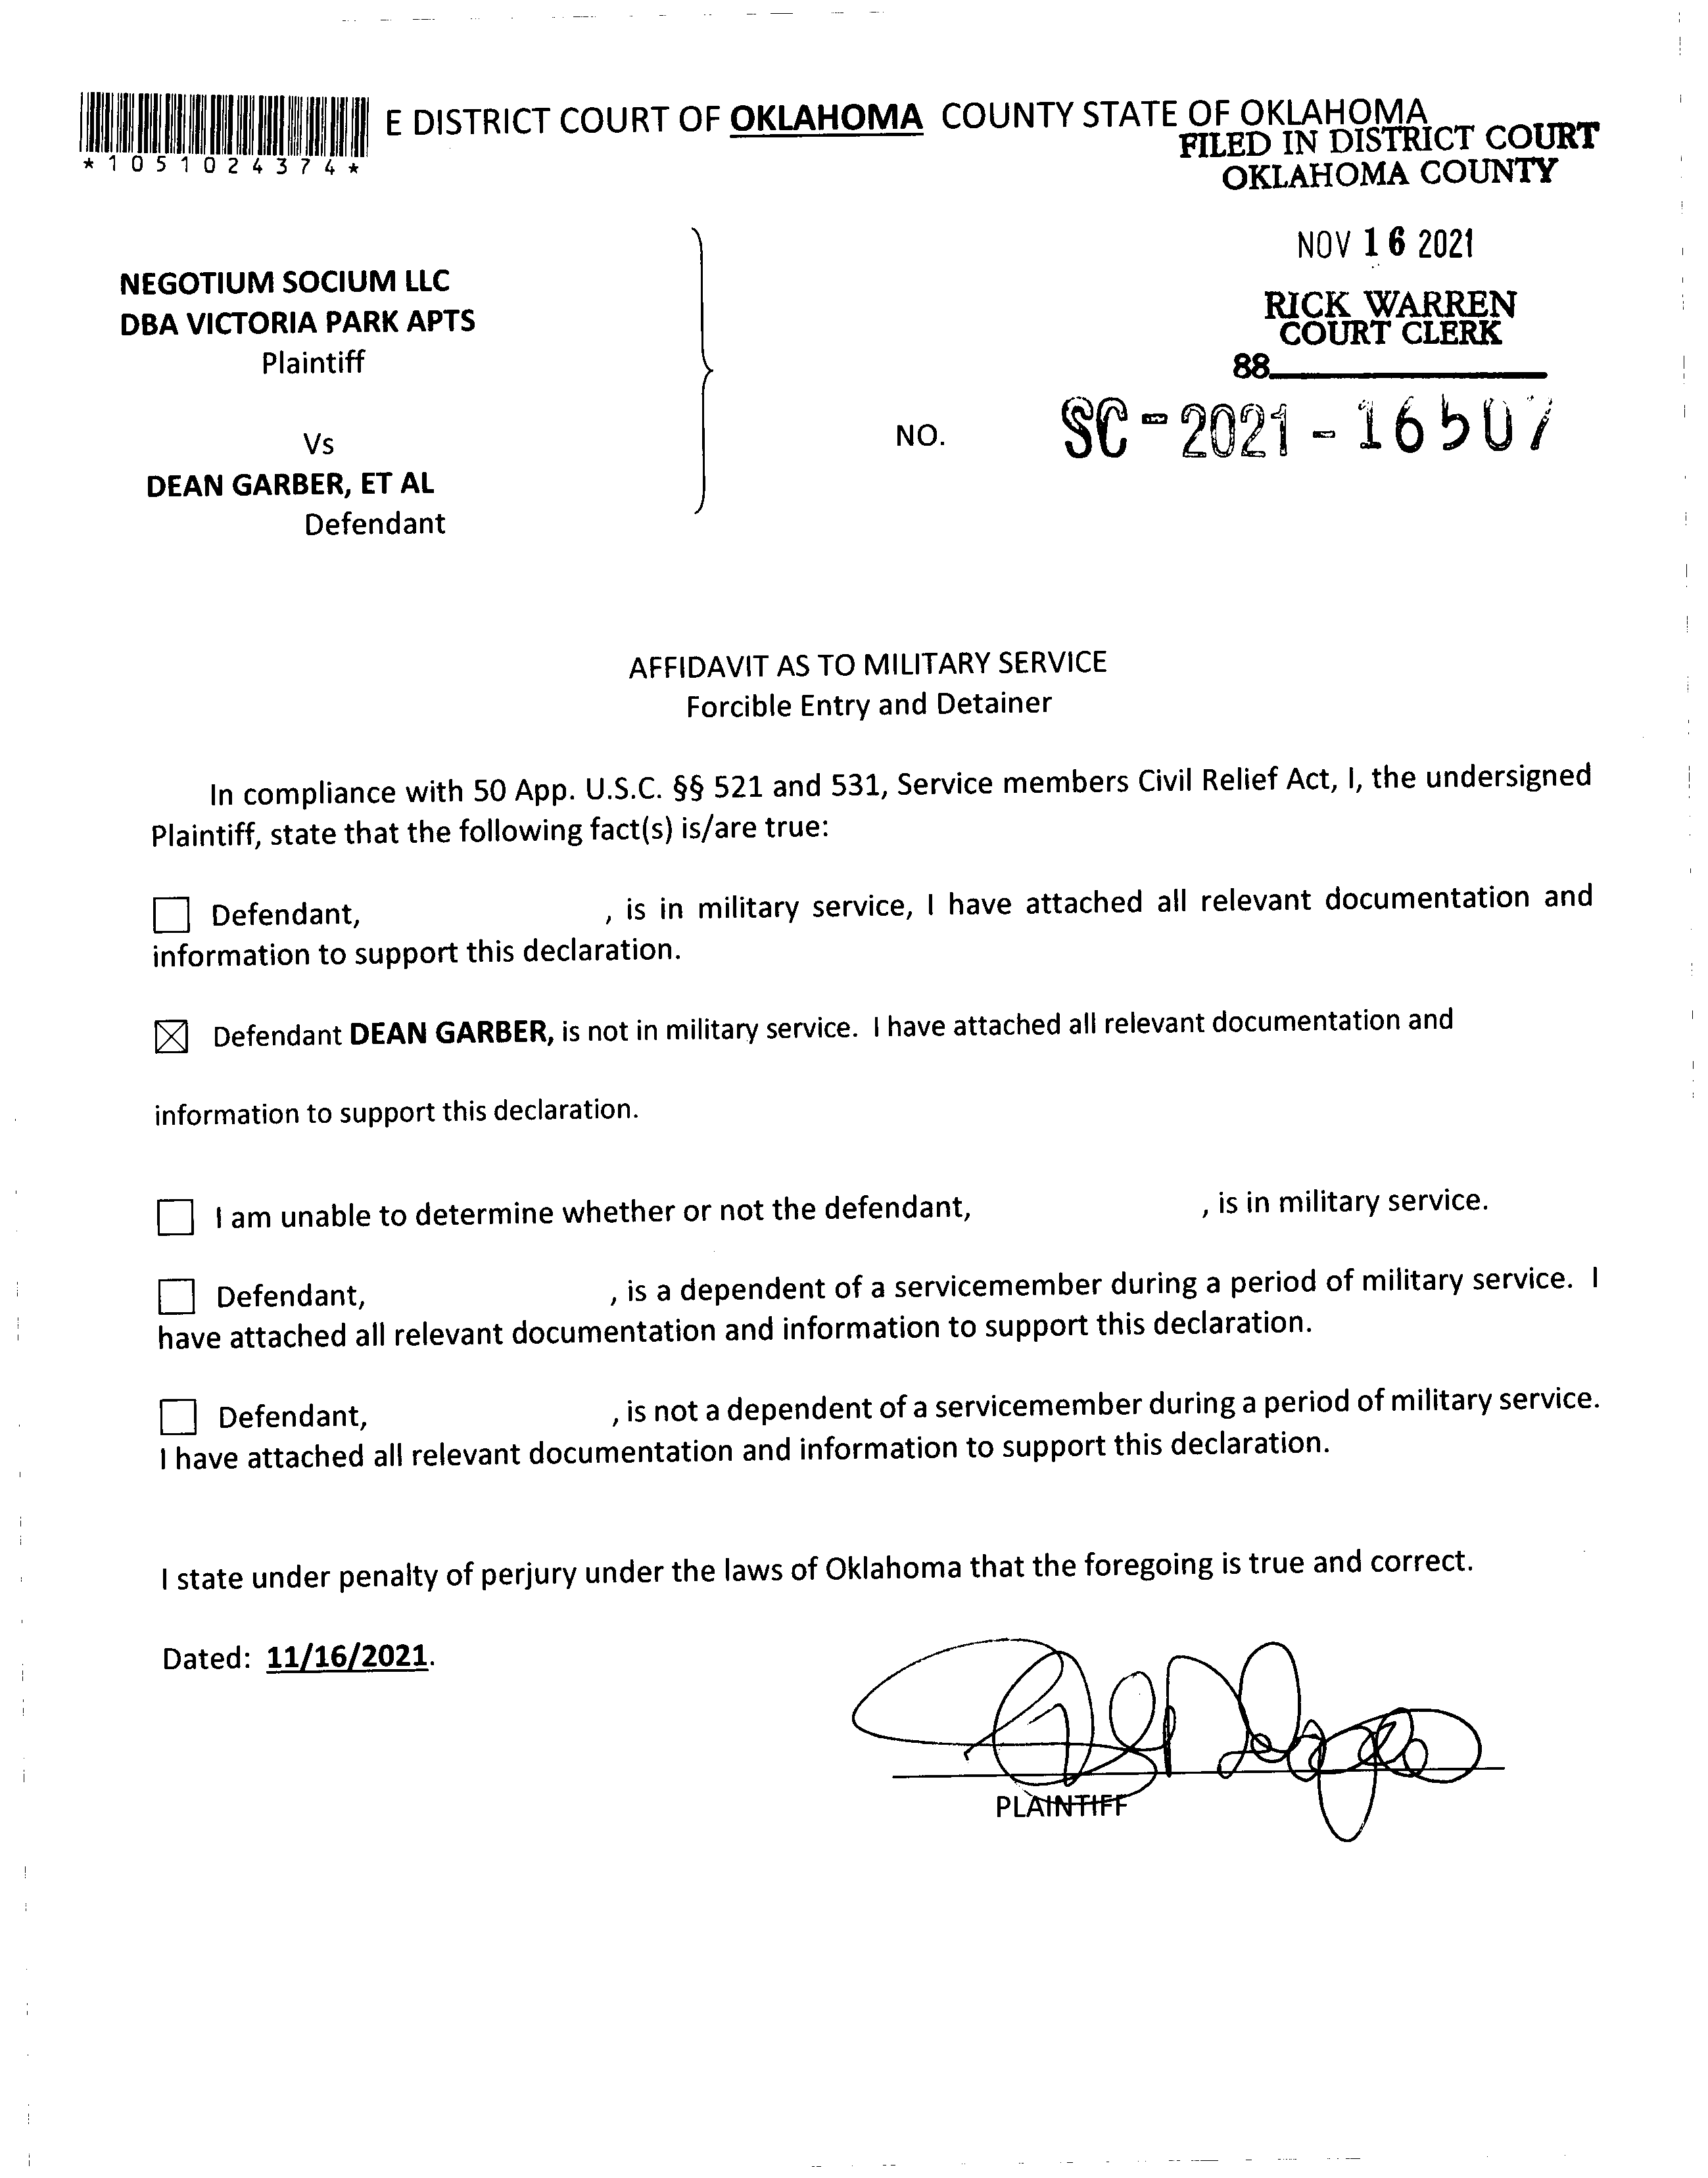 E DISTRICT COURT OF OKLAHOMA COUNTY STATE OF OKLAHOMA
*1051024374*
FILED IN DISTRICT COURT
OKLAHOMA COUNTY
NOV 16 2021
RICK WARREN
COURT CLERK
88
NEGOTIUM SOCIUM LLC
DBA VICTORIA PARK APTS
Plaintiff
Vs
NO. SC-2021-16507
DEAN GARBER, ET AL
Defendant
AFFIDAVIT AS TO MILITARY SERVICE
Forcible Entry and Detainer
In compliance with 50 App. U.S.C. §§ 521 and 531, Service members Civil Relief Act, I, the undersigned
Plaintiff, state that the following fact(s) is/are true:
☐ Defendant, , is in military service, I have attached all relevant documentation and
information to support this declaration.
☒ Defendant DEAN GARBER, is not in military service. I have attached all relevant documentation and
information to support this declaration.
☐ I am unable to determine whether or not the defendant, , is in military service.
☐ Defendant, , is a dependent of a servicemember during a period of military service. I
have attached all relevant documentation and information to support this declaration.
☐ Defendant, , is not a dependent of a servicemember during a period of military service.
I have attached all relevant documentation and information to support this declaration.
I state under penalty of perjury under the laws of Oklahoma that the foregoing is true and correct.
Dated: 11/16/2021.
PLAINTIFF